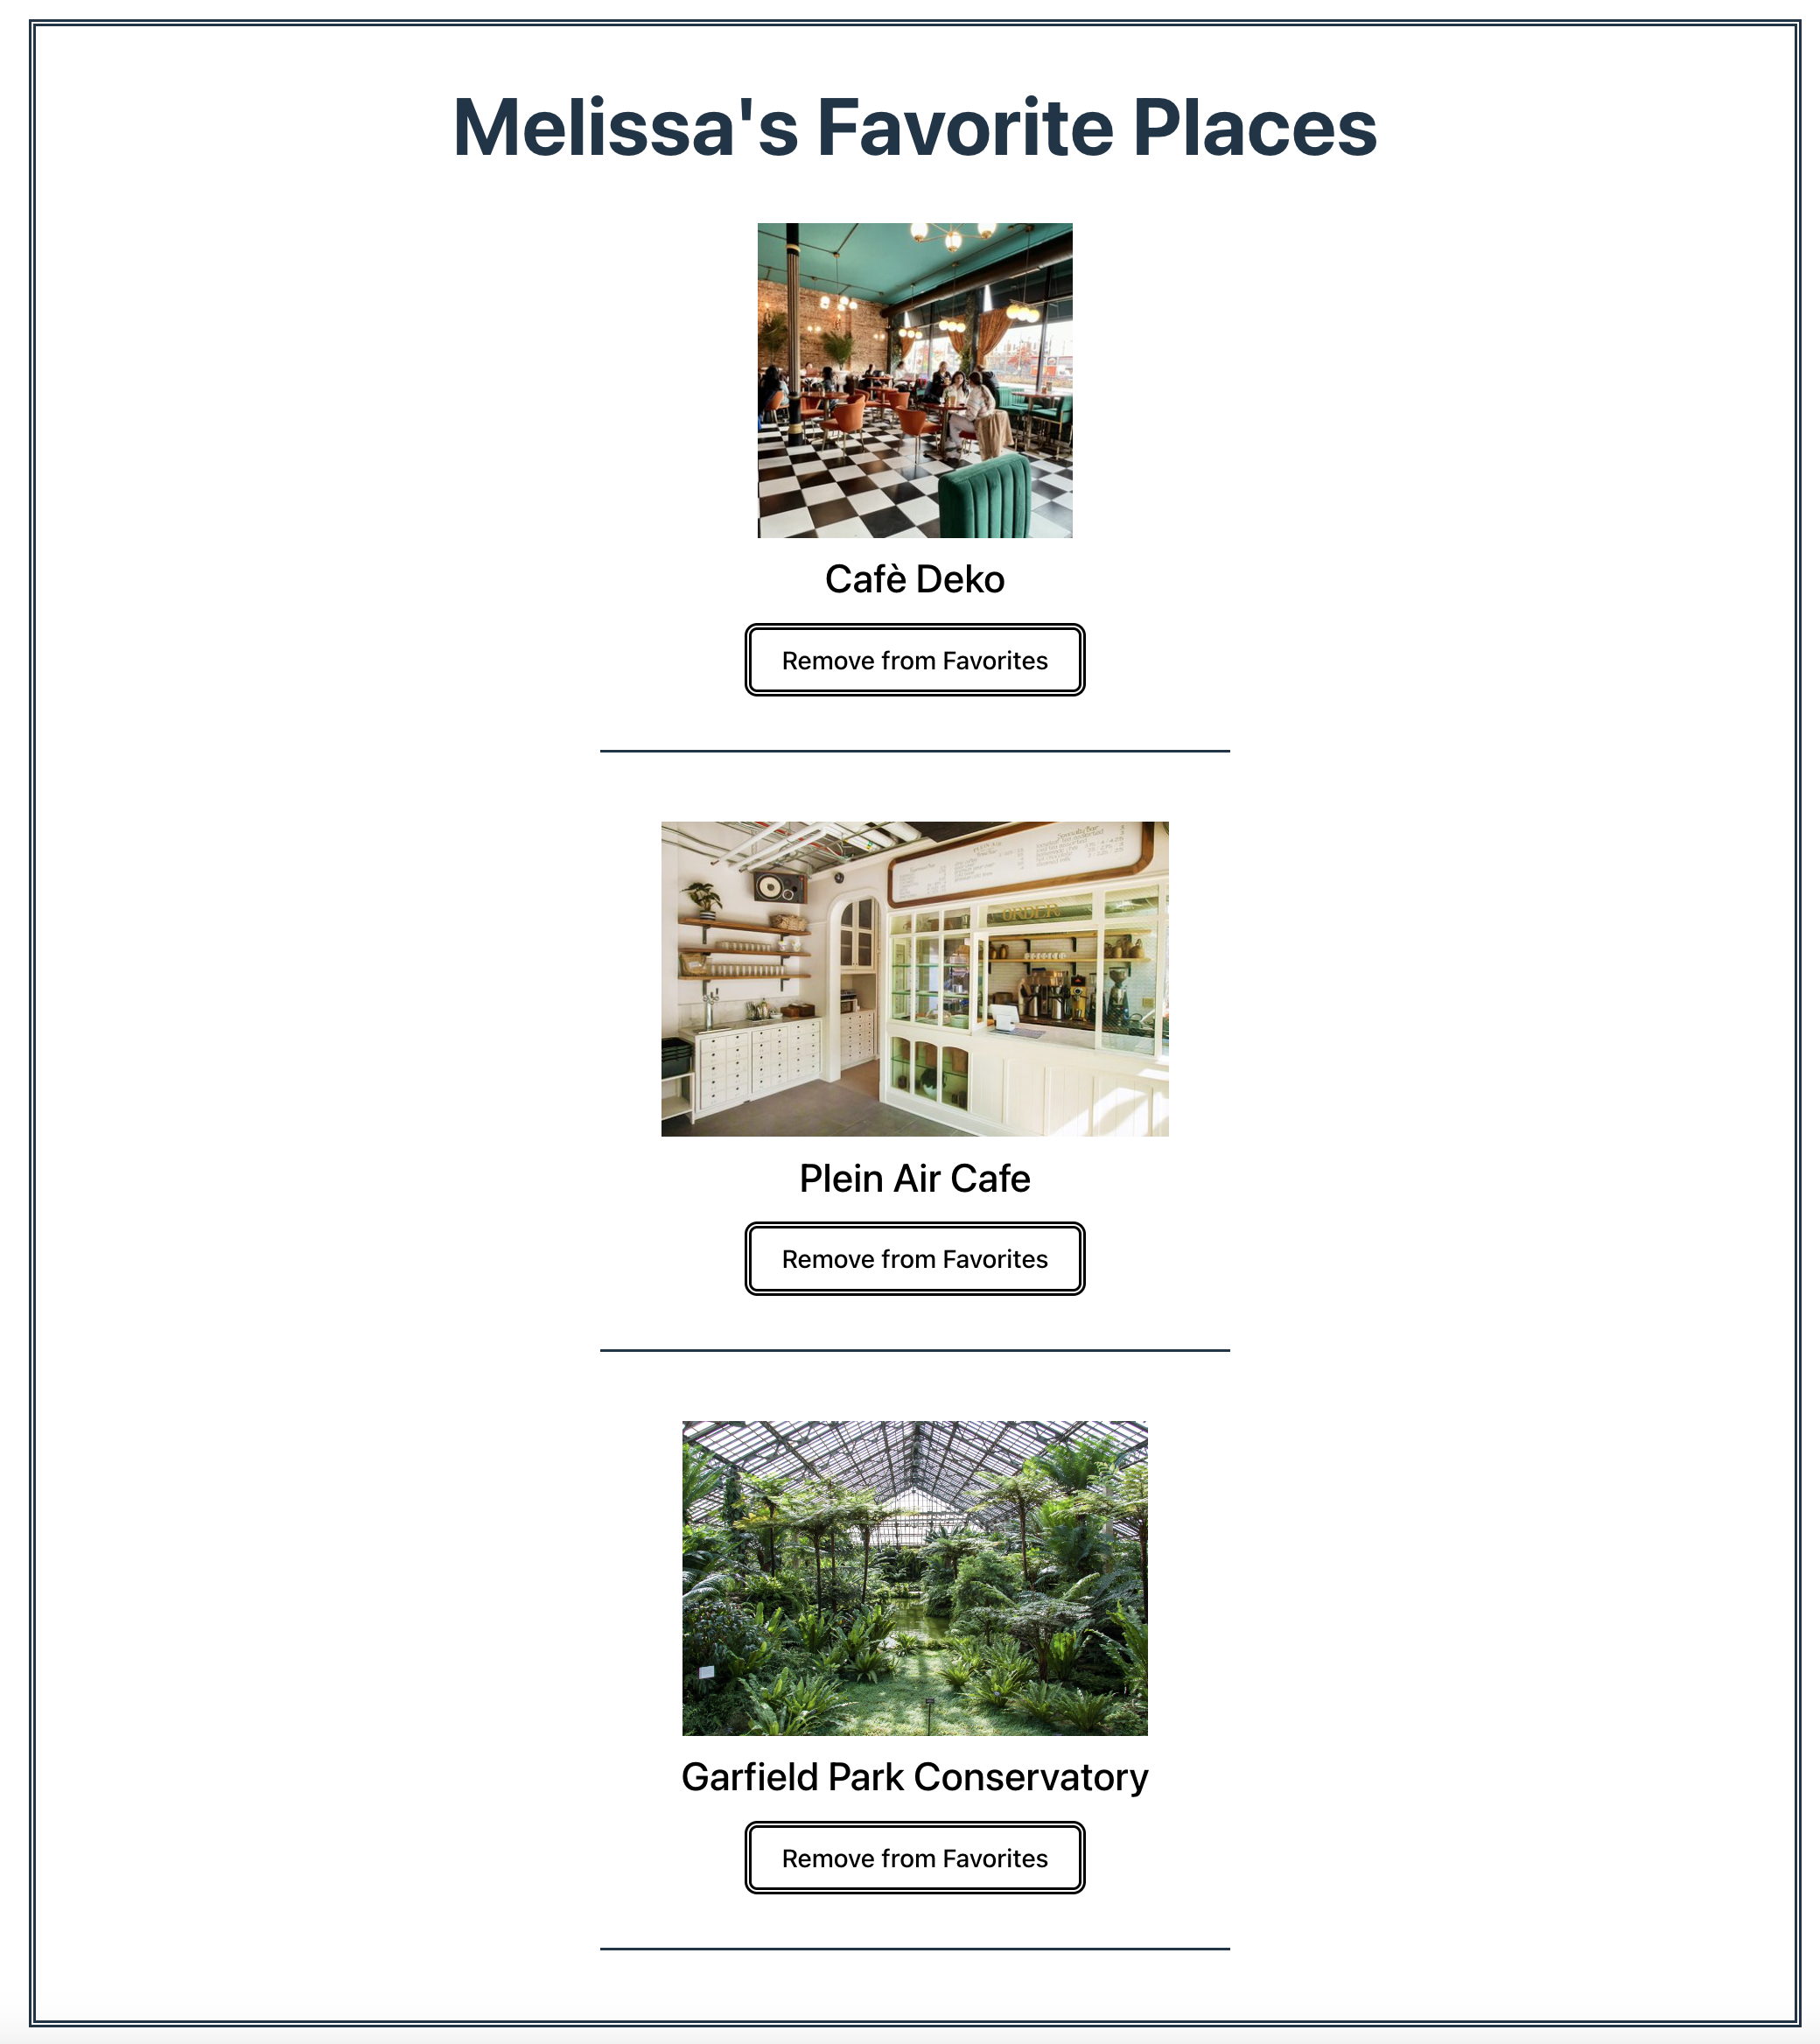 Melissa's Favorite Places
Cafè Deko
Remove from Favorites
ORDER
Plein Air Cafe
Remove from Favorites
Garfield Park Conservatory
Remove from Favorites